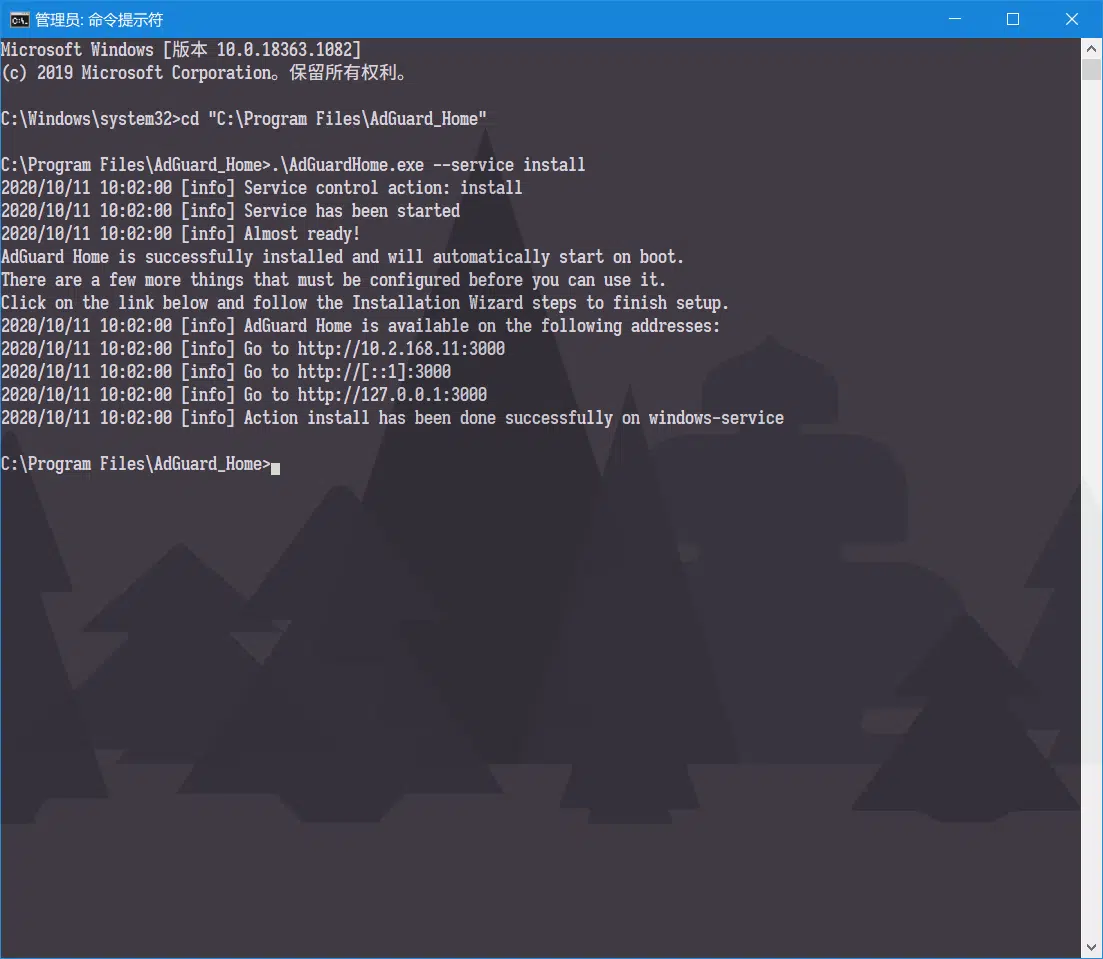 管理员: 命令提示符
Microsoft Windows [版本 10.0.18363.1082]
(c) 2019 Microsoft Corporation。保留所有权利。
C:\Windows\system32>cd "C:\Program Files\AdGuard_Home"
C:\Program Files\AdGuard_Home>.\AdGuardHome.exe --service install
2020/10/11 10:02:00 [info] Service control action: install
2020/10/11 10:02:00 [info] Service has been started
2020/10/11 10:02:00 [info] Almost ready!
AdGuard Home is successfully installed and will automatically start on boot.
There are a few more things that must be configured before you can use it.
Click on the link below and follow the Installation Wizard steps to finish setup.
2020/10/11 10:02:00 [info] AdGuard Home is available on the following addresses:
2020/10/11 10:02:00 [info] Go to http://10.2.168.11:3000
2020/10/11 10:02:00 [info] Go to http://[::1]:3000
2020/10/11 10:02:00 [info] Go to http://127.0.0.1:3000
2020/10/11 10:02:00 [info] Action install has been done successfully on windows-service
C:\Program Files\AdGuard_Home>